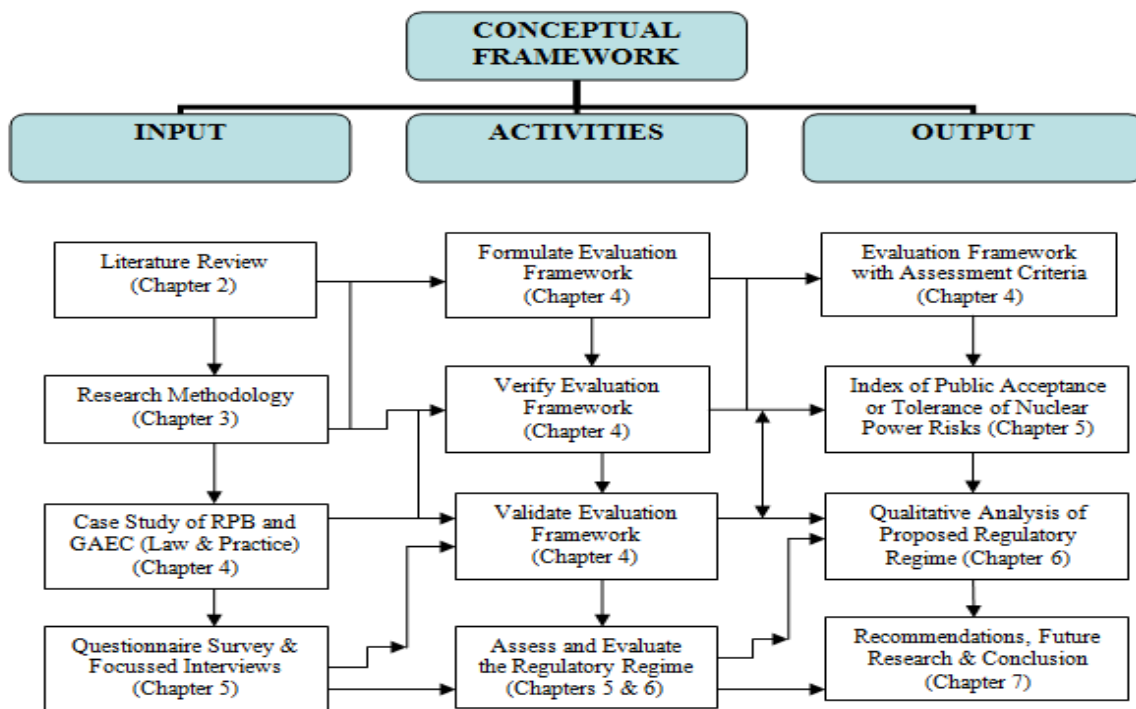 CONCEPTUAL
FRAMEWORK
INPUT
ACTIVITIES
OUTPUT
Literature Review
(Chapter 2)
Formulate Evaluation
Framework
(Chapter 4)
Evaluation Framework
with Assessment Criteria
(Chapter 4)
Research Methodology
(Chapter 3)
Verify Evaluation
Framework
(Chapter 4)
Index of Public Acceptance
or Tolerance of Nuclear
Power Risks (Chapter 5)
Case Study of RPB and
GAEC (Law & Practice)
(Chapter 4)
Validate Evaluation
Framework
(Chapter 4)
Qualitative Analysis of
Proposed Regulatory
Regime (Chapter 6)
Questionnaire Survey &
Focussed Interviews
(Chapter 5)
Assess and Evaluate
the Regulatory Regime
(Chapters 5 & 6)
Recommendations, Future
Research & Conclusion
(Chapter 7)